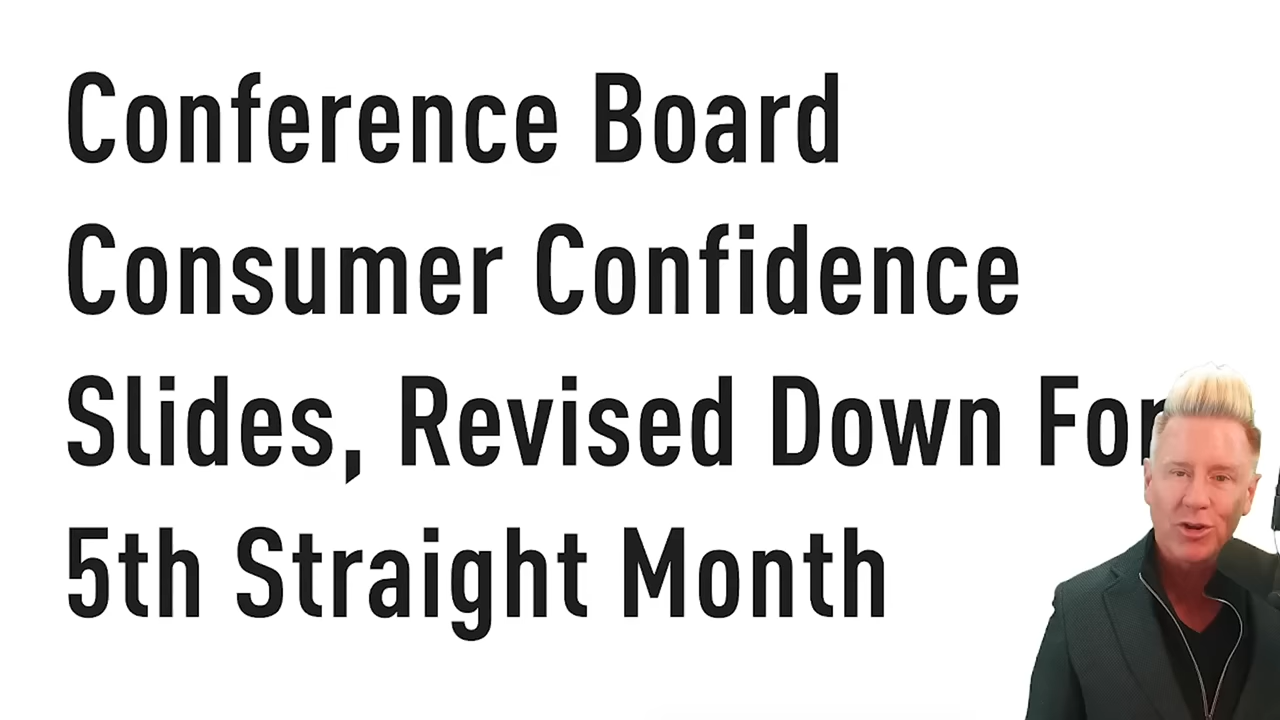 Conference Board
Consumer Confidence
Slides, Revised Down For
5th Straight Month